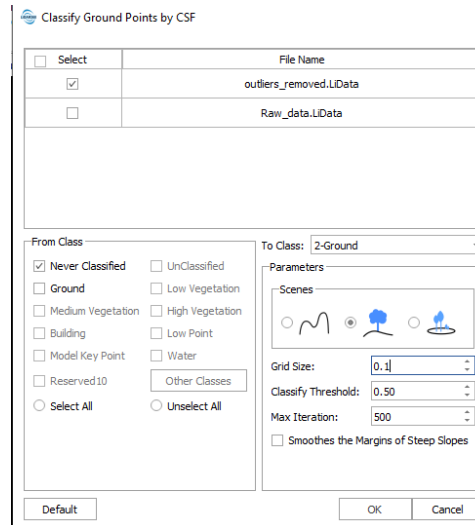 Classify Ground Points by CSF
Select File Name
outliers_removed.LiData
Raw_data.LiData
From Class
Never Classified UnClassified
Ground Low Vegetation
Medium Vegetation High Vegetation
Building Low Point
Model Key Point Water
Reserved10 Other Classes
Select All Unselect All
To Class: 2-Ground
Parameters
Scenes
Grid Size: 0.1
Classify Threshold: 0.50
Max Iteration: 500
Smoothes the Margins of Steep Slopes
Default OK Cancel